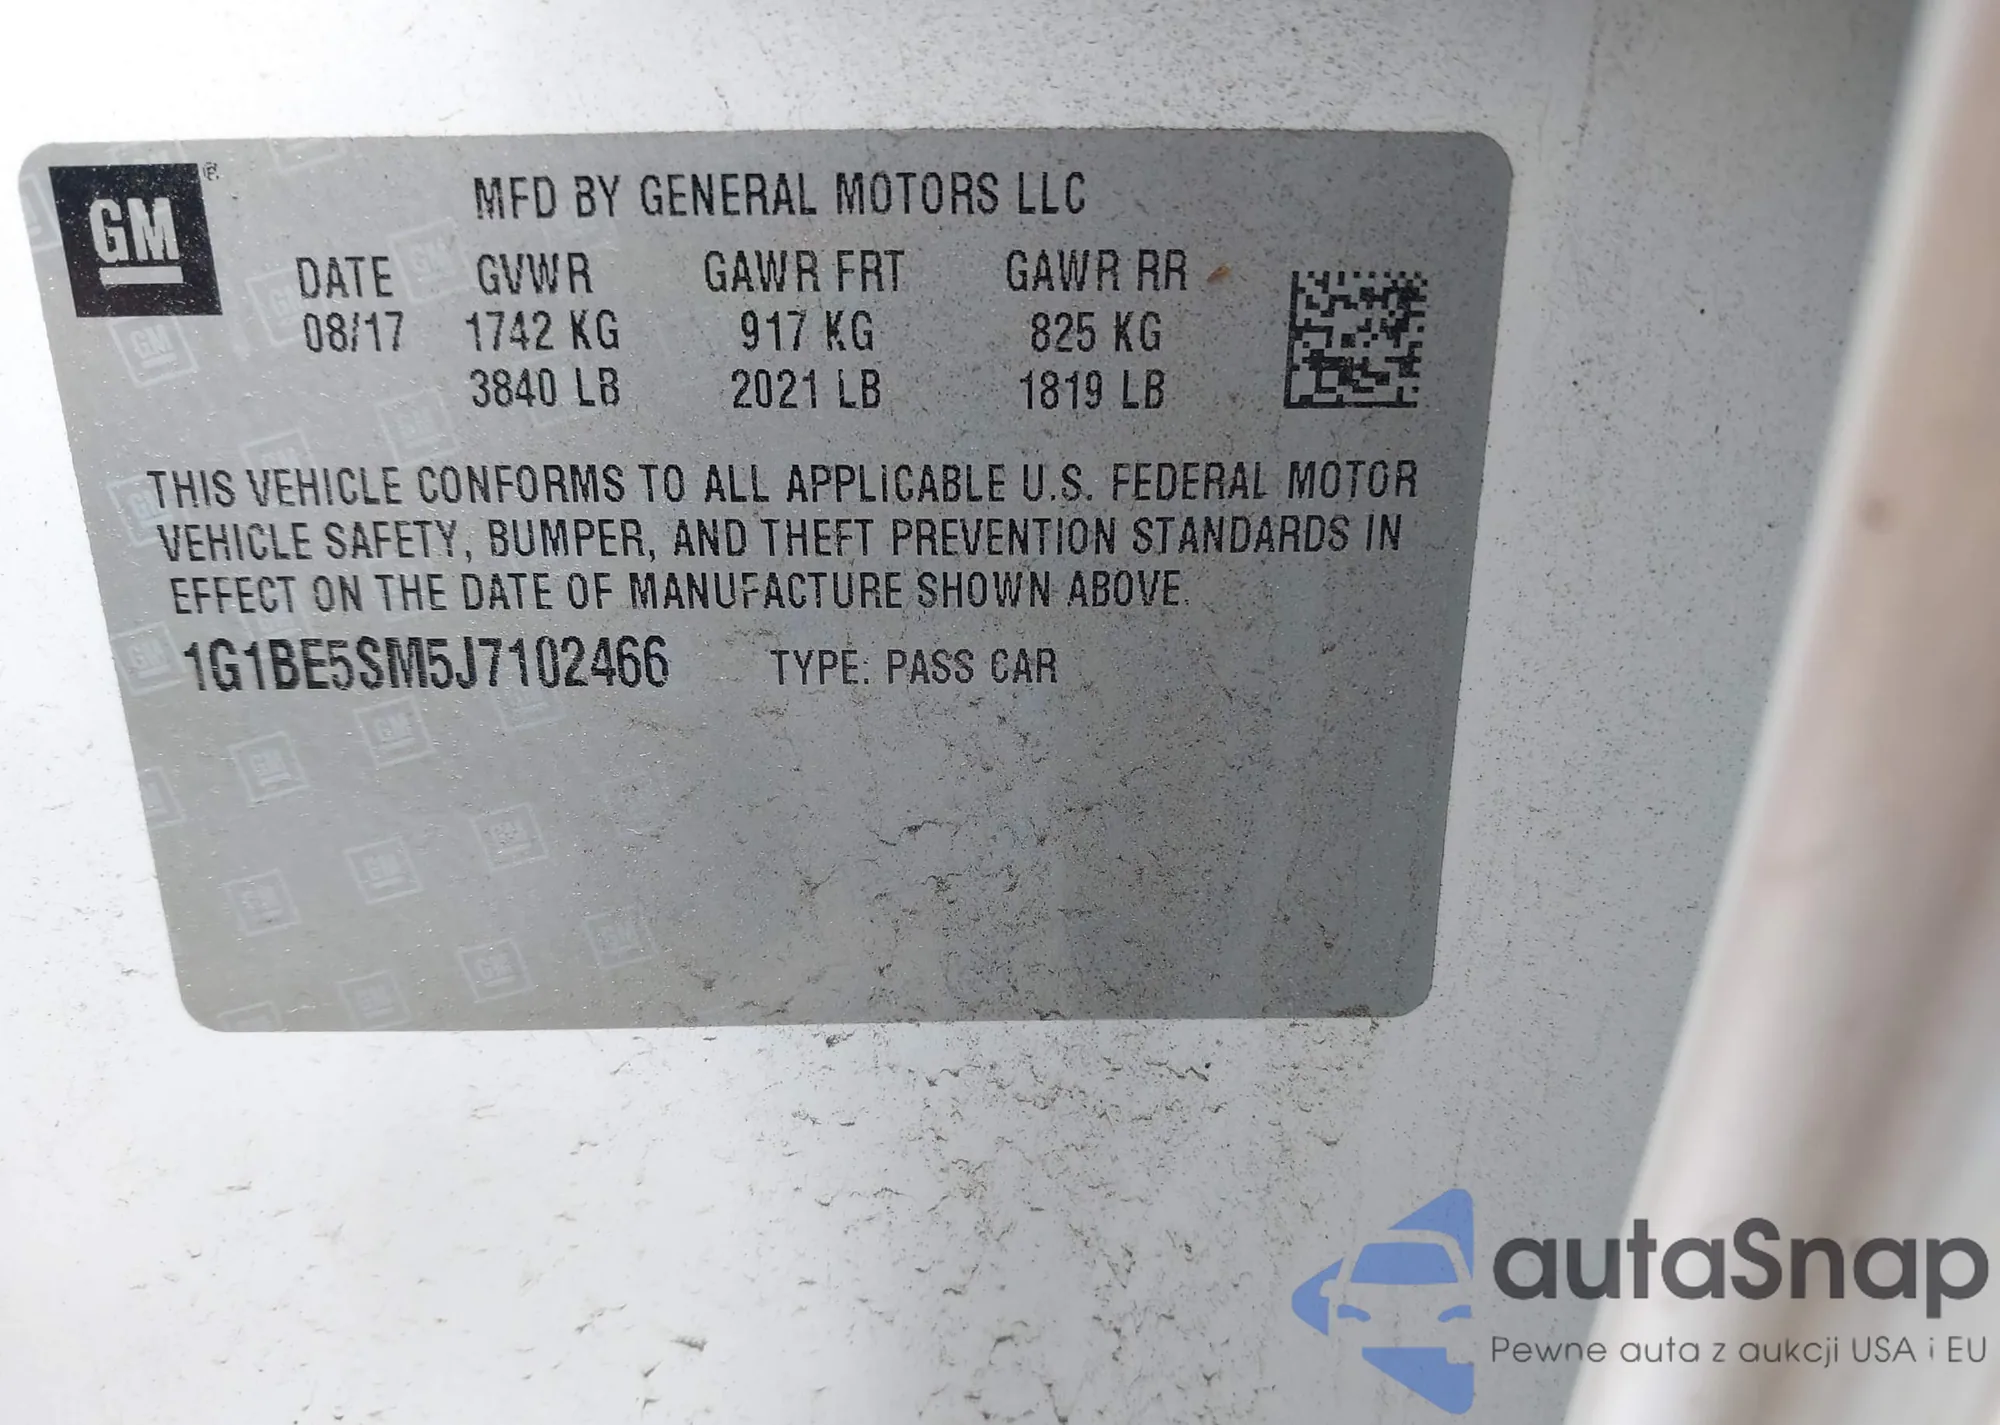 GM
MFD BY GENERAL MOTORS LLC
DATE GVWR GAWR FRT GAWR RR
08/17 1742 KG 917 KG 825 KG
3840 LB 2021 LB 1819 LB
THIS VEHICLE CONFORMS TO ALL APPLICABLE U.S. FEDERAL MOTOR
VEHICLE SAFETY, BUMPER, AND THEFT PREVENTION STANDARDS IN
EFFECT ON THE DATE OF MANUFACTURE SHOWN ABOVE.
1G1BE5SM5J7102466 TYPE: PASS CAR
autaSnap
Pewne auta z aukcji USA i EU